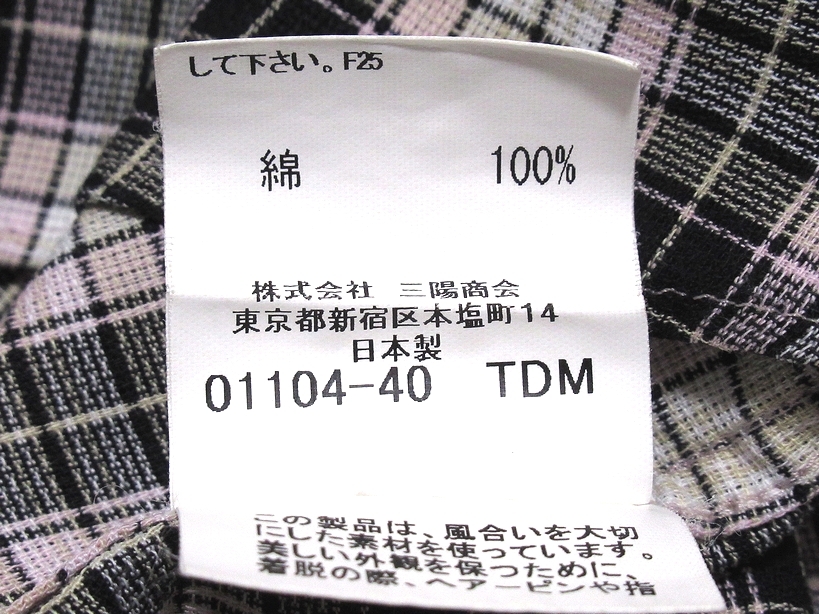 して下さい。F25
綿 100%
株式会社 三陽商会
東京都新宿区本塩町14
日本製
01104-40 TDM
この製品は、風合いを大切
にした素材を使っています。
美しい外観を保つために、
着脱の際、ヘアーピンや指